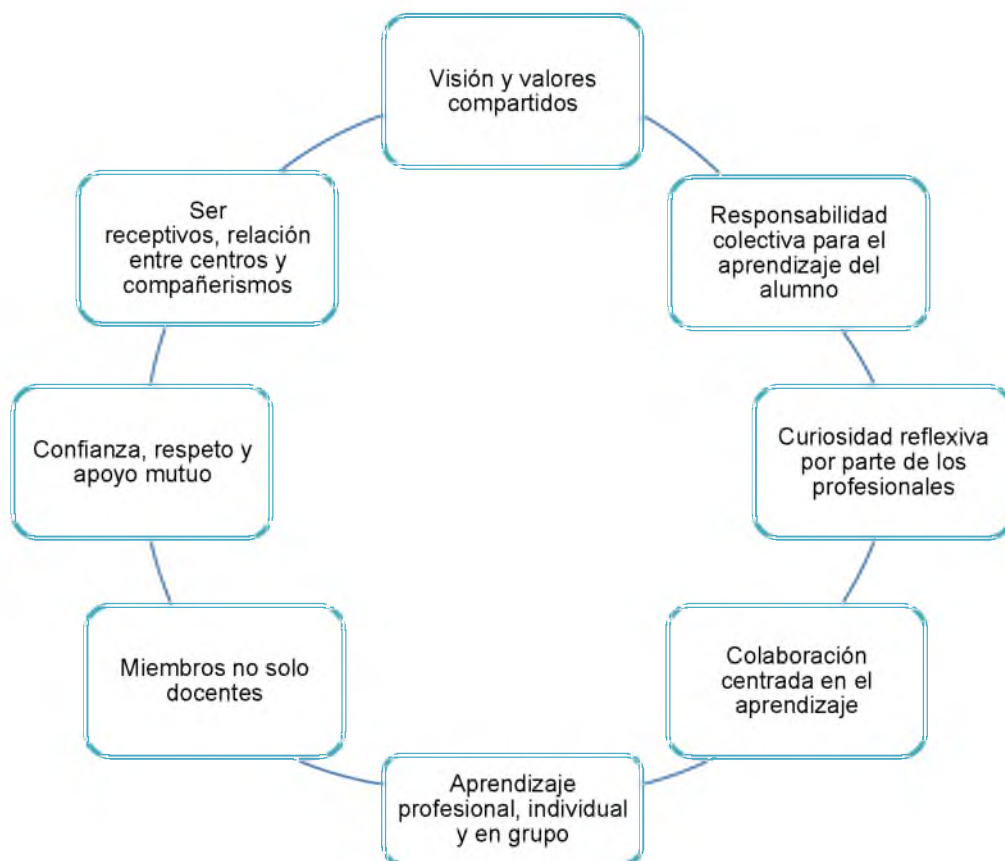 Visión y valores
compartidos
Responsabilidad
colectiva para el
aprendizaje del
alumno
Curiosidad reflexiva
por parte de los
profesionales
Colaboración
centrada en el
aprendizaje
Aprendizaje
profesional, individual
y en grupo
Miembros no solo
docentes
Confianza, respeto y
apoyo mutuo
Ser
receptivos, relación
entre centros y
compañerismos